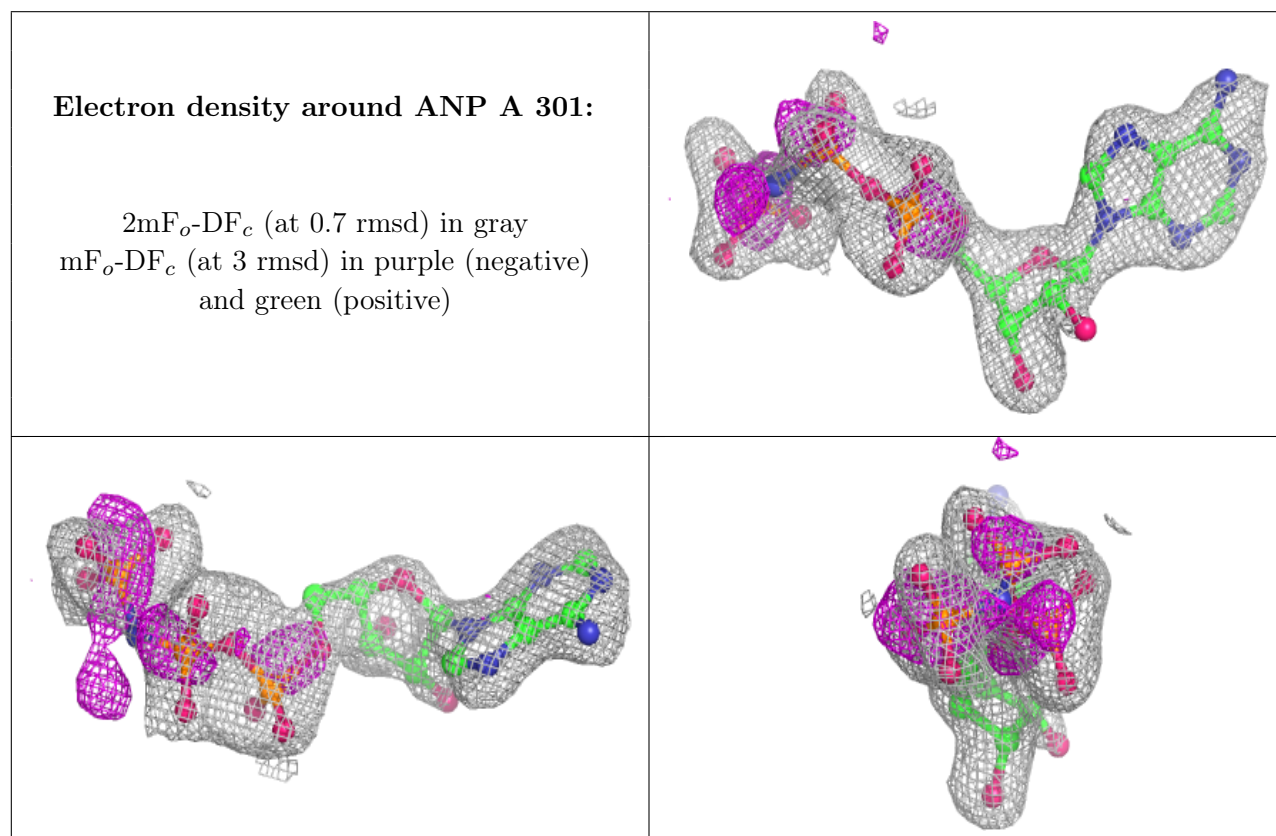 Electron density around ANP A 301:
2mFo-DFc (at 0.7 rmsd) in gray
mFo-DFc (at 3 rmsd) in purple (negative)
and green (positive)